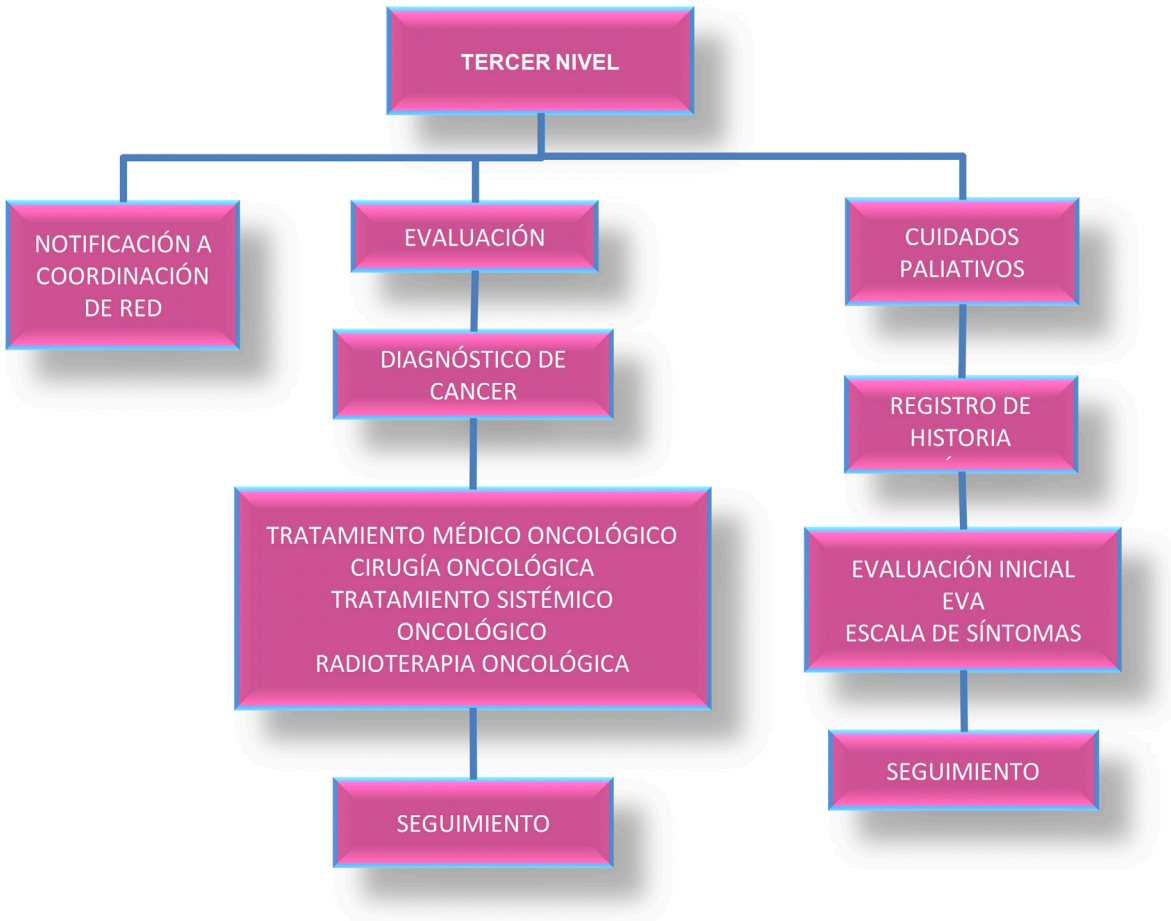 TERCER NIVEL
NOTIFICACIÓN A
COORDINACIÓN
DE RED
EVALUACIÓN
DIAGNÓSTICO DE
CANCER
TRATAMIENTO MÉDICO ONCOLÓGICO
CIRUGÍA ONCOLÓGICA
TRATAMIENTO SISTÉMICO
ONCOLÓGICO
RADIOTERAPIA ONCOLÓGICA
SEGUIMIENTO
CUIDADOS
PALIATIVOS
REGISTRO DE
HISTORIA
EVALUACIÓN INICIAL
EVA
ESCALA DE SÍNTOMAS
SEGUIMIENTO